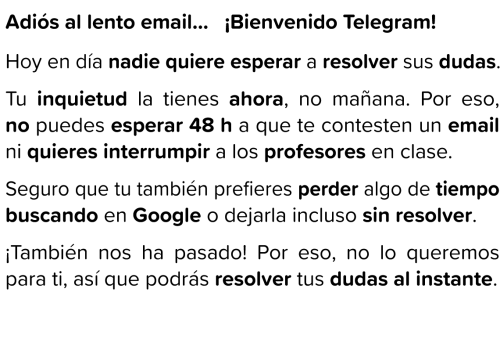 Adiós al lento email... ¡Bienvenido Telegram!
Hoy en día nadie quiere esperar a resolver sus dudas.
Tu inquietud la tienes ahora, no mañana. Por eso,
no puedes esperar 48 h a que te contesten un email
ni quieres interrumpir a los profesores en clase.
Seguro que tu también prefieres perder algo de tiempo
buscando en Google o dejarla incluso sin resolver.
¡También nos ha pasado! Por eso, no lo queremos
para ti, así que podrás resolver tus dudas al instante.